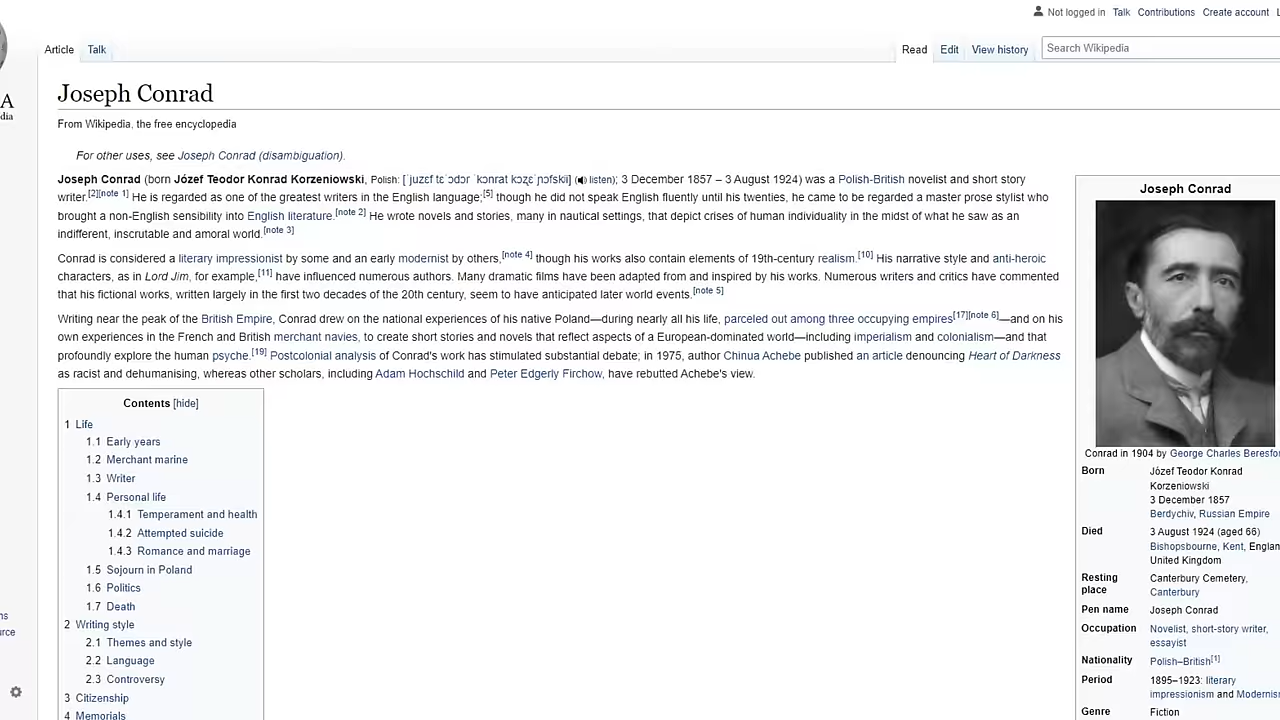 Not logged in Talk Contributions Create account
A
dia
Article Talk Read Edit View history Search Wikipedia
Joseph Conrad
From Wikipedia, the free encyclopedia
For other uses, see Joseph Conrad (disambiguation).
Joseph Conrad (born Józef Teodor Konrad Korzeniowski, Polish: [ˈjuzɛf tɛˈɔdɔr ˈkɔnrat kɔʐɛˈɲɔfskʲi] (listen); 3 December 1857 – 3 August 1924) was a Polish-British novelist and short story
writer.[2][note 1] He is regarded as one of the greatest writers in the English language;[5] though he did not speak English fluently until his twenties, he came to be regarded a master prose stylist who
brought a non-English sensibility into English literature.[note 2] He wrote novels and stories, many in nautical settings, that depict crises of human individuality in the midst of what he saw as an
indifferent, inscrutable and amoral world.[note 3]
Conrad is considered a literary impressionist by some and an early modernist by others,[note 4] though his works also contain elements of 19th-century realism.[10] His narrative style and anti-heroic
characters, as in Lord Jim, for example,[11] have influenced numerous authors. Many dramatic films have been adapted from and inspired by his works. Numerous writers and critics have commented
that his fictional works, written largely in the first two decades of the 20th century, seem to have anticipated later world events.[note 5]
Writing near the peak of the British Empire, Conrad drew on the national experiences of his native Poland—during nearly all his life, parceled out among three occupying empires[17][note 6]—and on his
own experiences in the French and British merchant navies, to create short stories and novels that reflect aspects of a European-dominated world—including imperialism and colonialism—and that
profoundly explore the human psyche.[19] Postcolonial analysis of Conrad's work has stimulated substantial debate; in 1975, author Chinua Achebe published an article denouncing Heart of Darkness
as racist and dehumanising, whereas other scholars, including Adam Hochschild and Peter Edgerly Firchow, have rebutted Achebe's view.
Contents [hide]
1 Life
1.1 Early years
1.2 Merchant marine
1.3 Writer
1.4 Personal life
1.4.1 Temperament and health
1.4.2 Attempted suicide
1.4.3 Romance and marriage
1.5 Sojourn in Poland
1.6 Politics
1.7 Death
2 Writing style
2.1 Themes and style
2.2 Language
2.3 Controversy
3 Citizenship
4 Memorials
Joseph Conrad
Conrad in 1904 by George Charles Beresfo
Born Józef Teodor Konrad
Korzeniowski
3 December 1857
Berdychiv, Russian Empire
Died 3 August 1924 (aged 66)
Bishopsbourne, Kent, Englan
United Kingdom
Resting Canterbury Cemetery,
place Canterbury
Pen name Joseph Conrad
Occupation Novelist, short-story writer,
essayist
Nationality Polish–British[1]
Period 1895–1923: literary
impressionism and Modernis
Genre Fiction
ns
urce